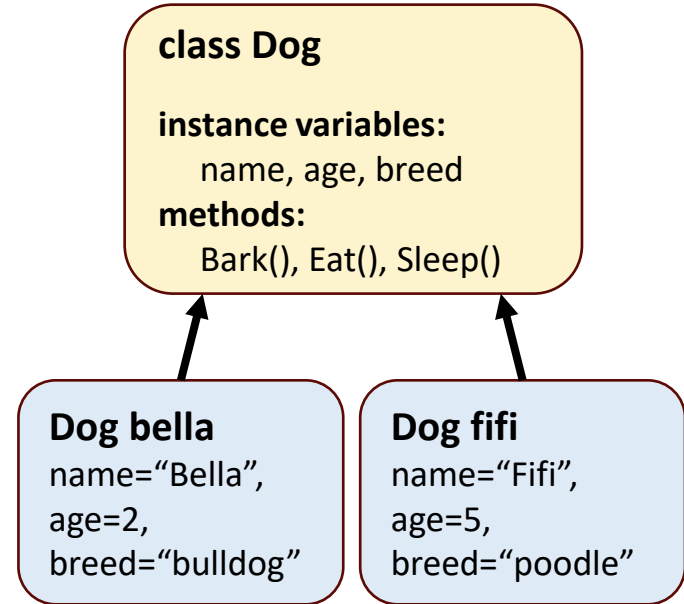 class Dog
instance variables:
name, age, breed
methods:
Bark(), Eat(), Sleep()
Dog bella
name=“Bella”,
age=2,
breed=“bulldog”
Dog fifi
name=“Fifi”,
age=5,
breed=“poodle”